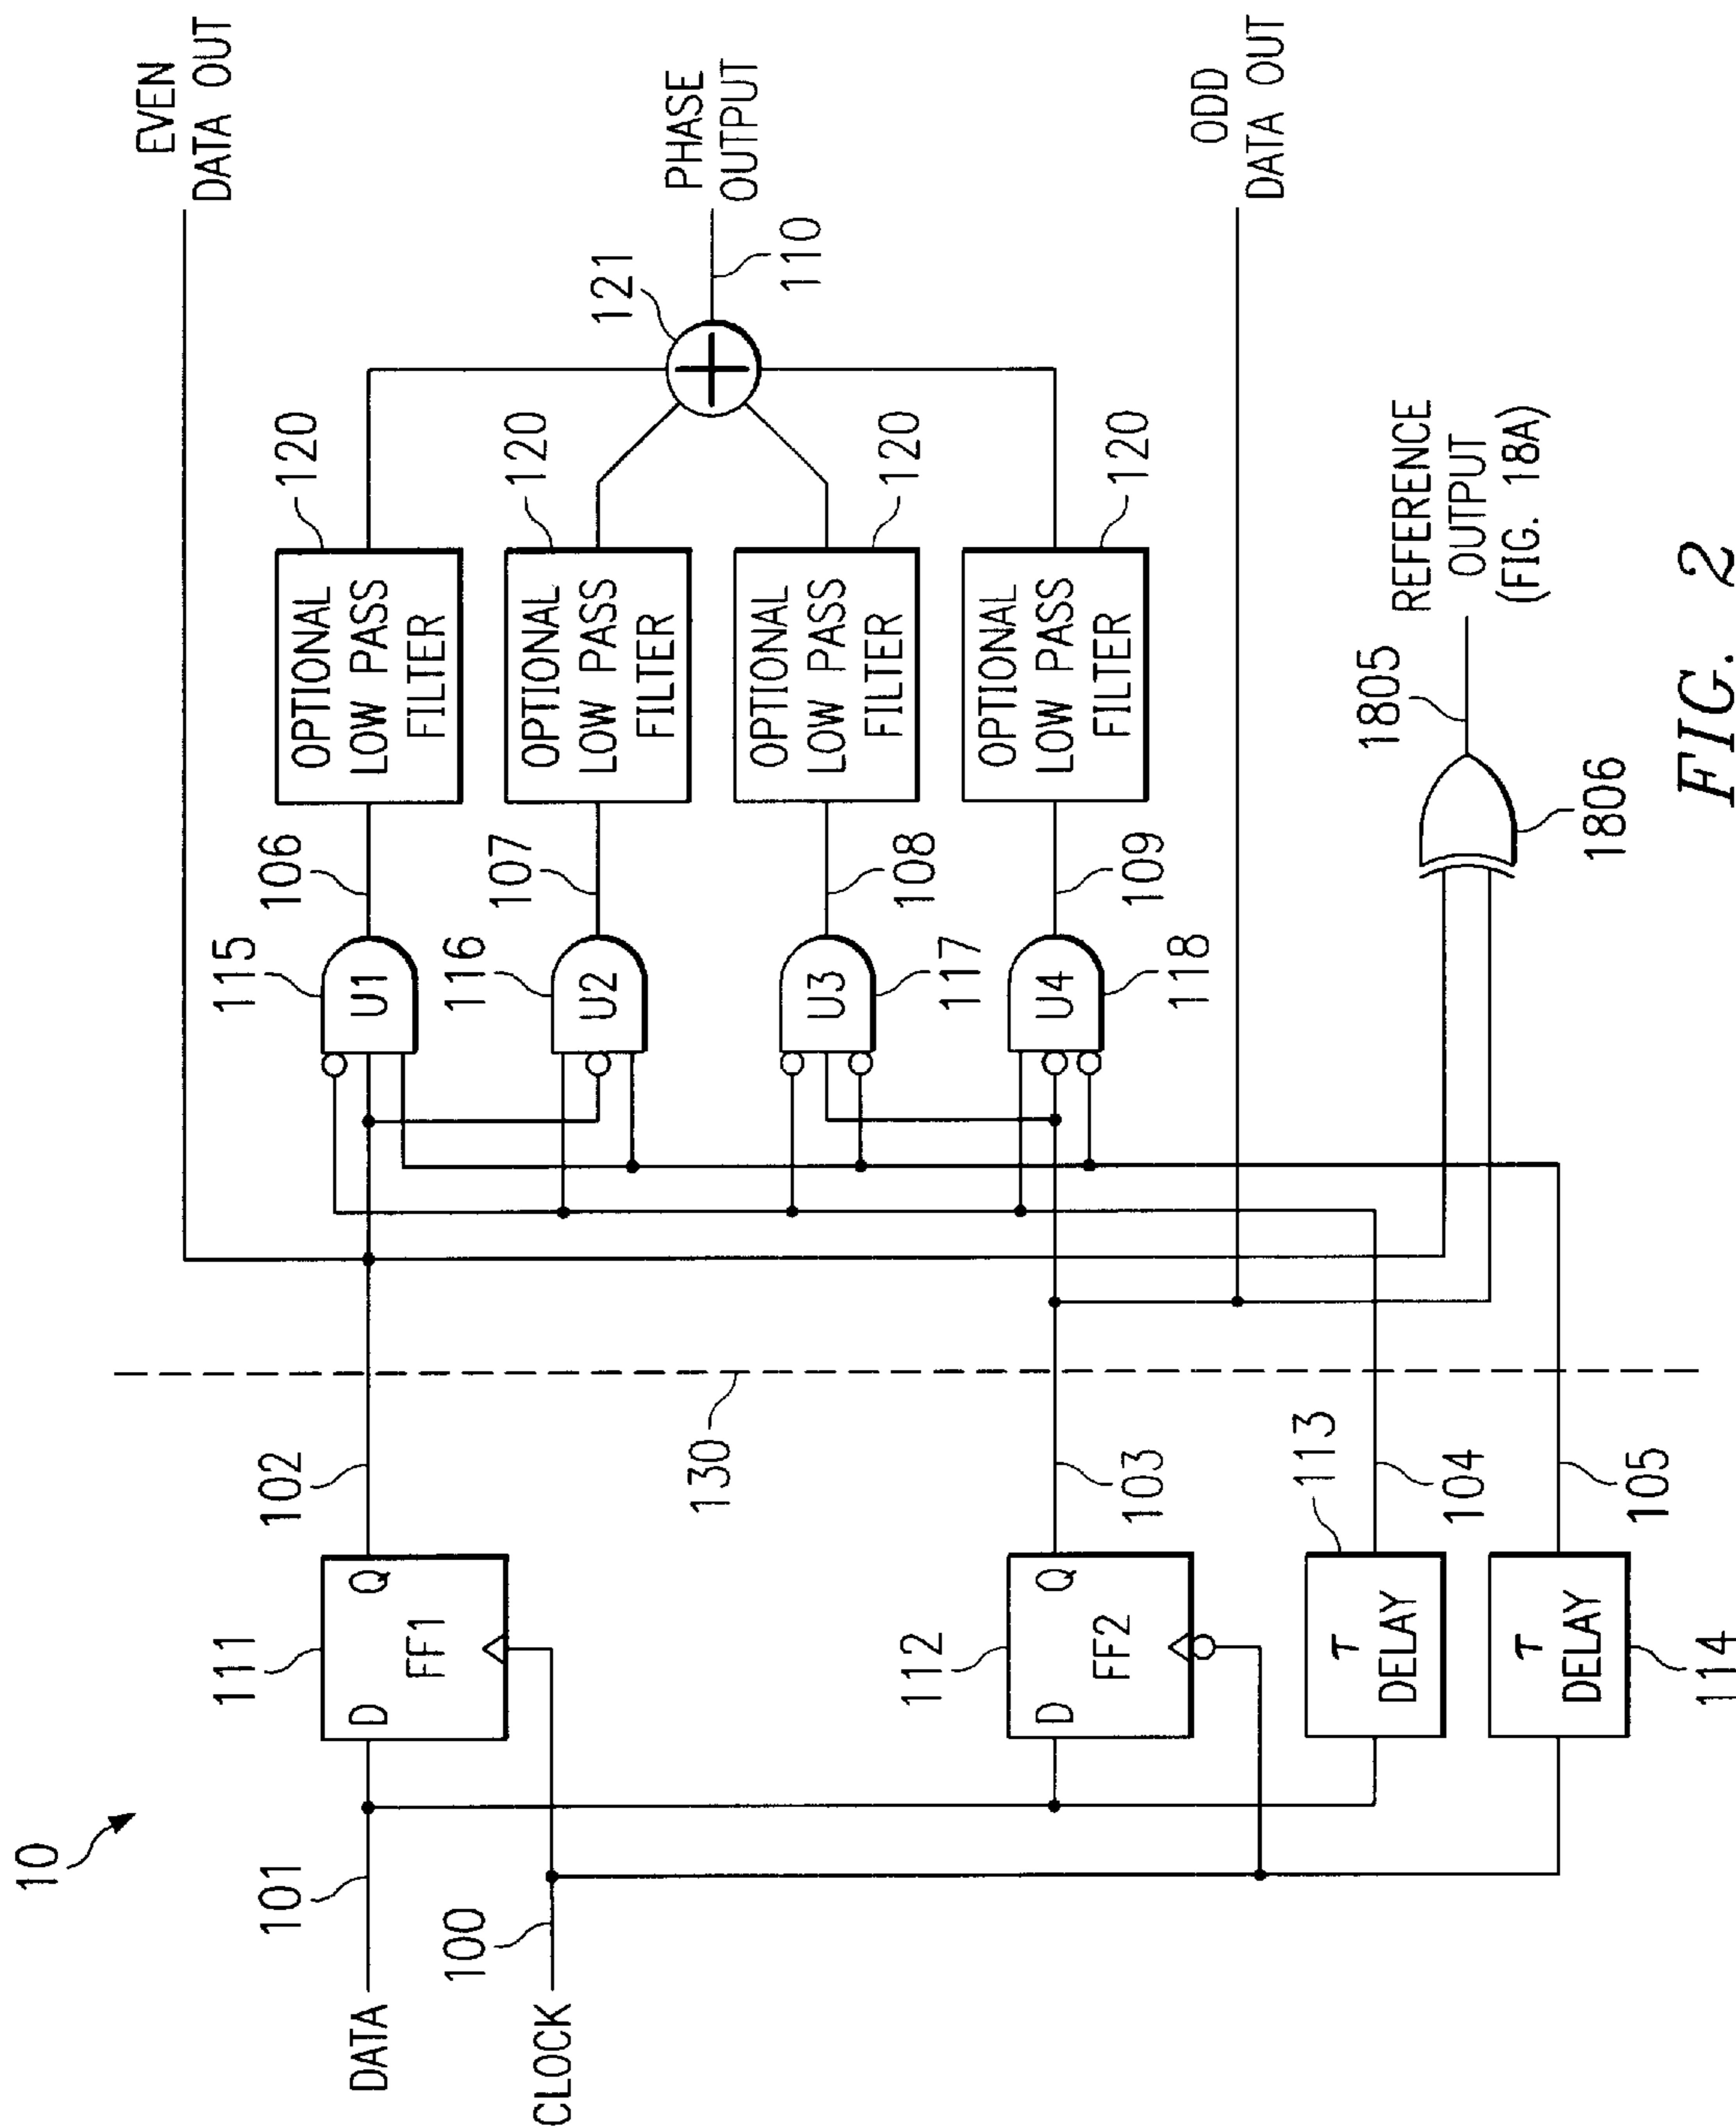 10
DATA
101
CLOCK
100
D
Q
FF1
111
102
D
Q
FF2
112
103
τ
DELAY
113
104
τ
DELAY
114
105
130
115
U1
106
116
U2
107
U3
117
108
U4
118
109
OPTIONAL
LOW PASS
FILTER
120
OPTIONAL
LOW PASS
FILTER
120
OPTIONAL
LOW PASS
FILTER
120
OPTIONAL
LOW PASS
FILTER
120
121
110
EVEN
DATA OUT
PHASE
OUTPUT
ODD
DATA OUT
1805
1806
REFERENCE
OUTPUT
(FIG. 18A)
FIG. 2